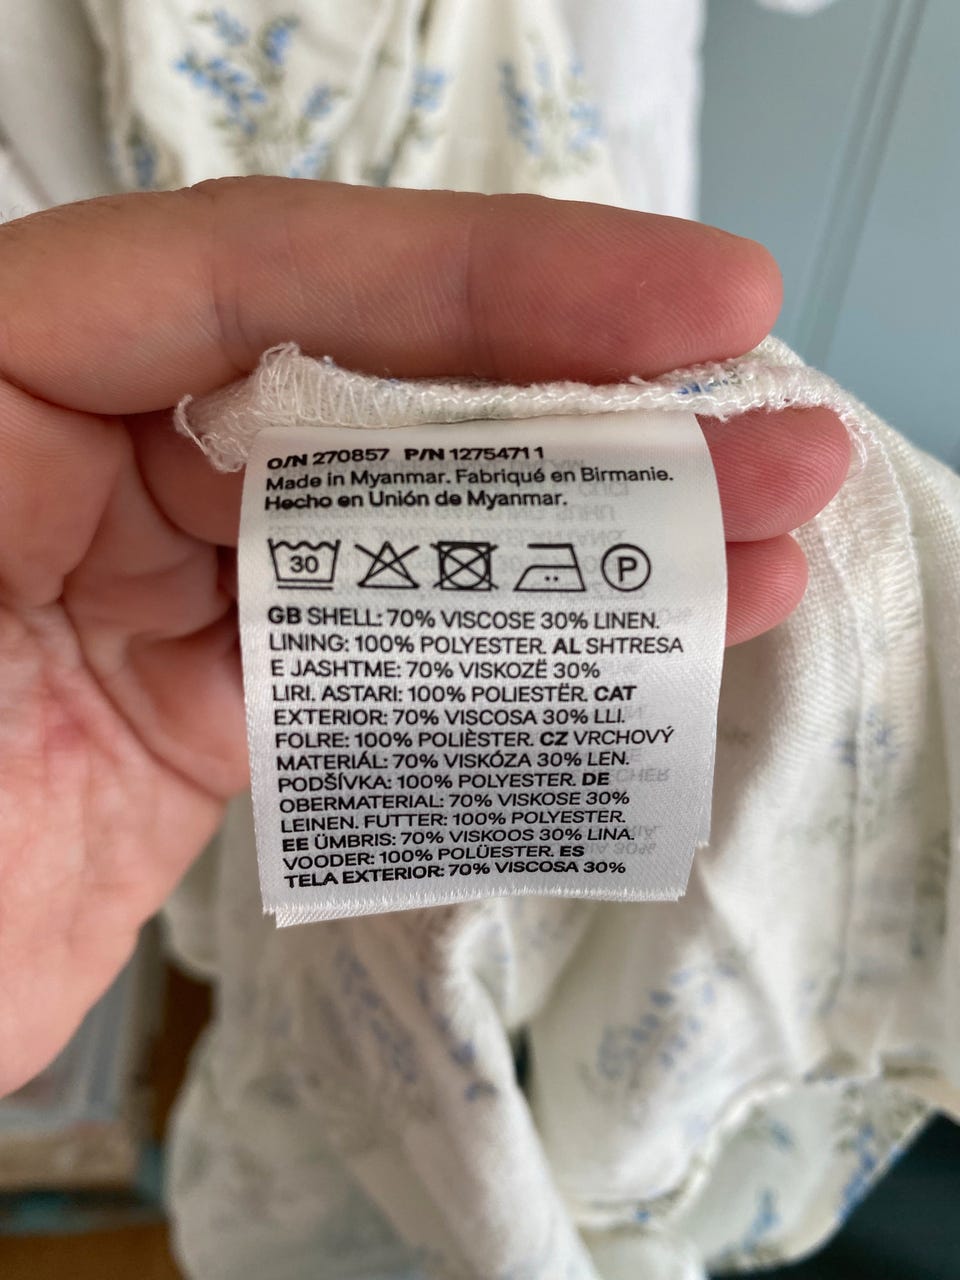 O/N 270857 P/N 12754711
Made in Myanmar. Fabriqué en Birmanie.
Hecho en Unión de Myanmar.
30 P
GB SHELL: 70% VISCOSE 30% LINEN.
LINING: 100% POLYESTER. AL SHTRESA
E JASHTME: 70% VISKOZË 30%
LIRI. ASTARI: 100% POLIESTËR. CAT
EXTERIOR: 70% VISCOSA 30% LLI.
FOLRE: 100% POLIÈSTER. CZ VRCHOVÝ
MATERIÁL: 70% VISKÓZA 30% LEN.
PODŠÍVKA: 100% POLYESTER. DE
OBERMATERIAL: 70% VISKOSE 30%
LEINEN. FUTTER: 100% POLYESTER.
EE ÜMBRIS: 70% VISKOOS 30% LINA.
VOODER: 100% POLÜESTER. ES
TELA EXTERIOR: 70% VISCOSA 30%